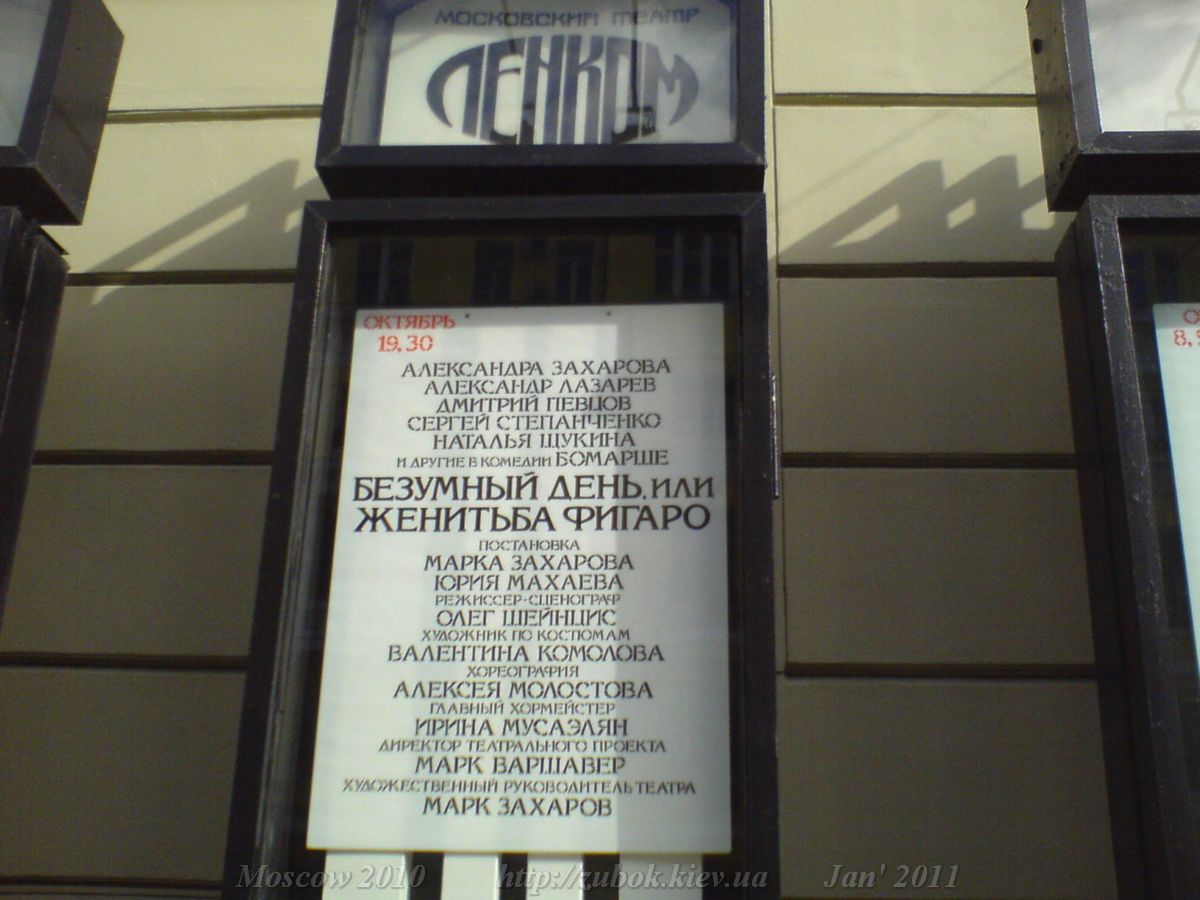 МОСКОВСКИЙ ТЕАТР
ЛЕНКОМ
ОКТЯБРЬ
19, 30
АЛЕКСАНДРА ЗАХАРОВА
АЛЕКСАНДР ЛАЗАРЕВ
ДМИТРИЙ ПЕВЦОВ
СЕРГЕЙ СТЕПАНЧЕНКО
НАТАЛЬЯ ЩУКИНА
И ДРУГИЕ В КОМЕДИИ БОМАРШЕ
БЕЗУМНЫЙ ДЕНЬ, ИЛИ
ЖЕНИТЬБА ФИГАРО
ПОСТАНОВКА
МАРКА ЗАХАРОВА
ЮРИЯ МАХАЕВА
РЕЖИССЕР-СЦЕНОГРАФ
ОЛЕГ ШЕЙНЦИС
ХУДОЖНИК ПО КОСТЮМАМ
ВАЛЕНТИНА КОМОЛОВА
ХОРЕОГРАФИЯ
АЛЕКСЕЯ МОЛОСТОВА
ГЛАВНЫЙ ХОРМЕЙСТЕР
ИРИНА МУСАЭЛЯН
ДИРЕКТОР ТЕАТРАЛЬНОГО ПРОЕКТА
МАРК ВАРШАВЕР
ХУДОЖЕСТВЕННЫЙ РУКОВОДИТЕЛЬ ТЕАТРА
МАРК ЗАХАРОВ
Moscow 2010 http://zubok.kiev.ua Jan' 2011